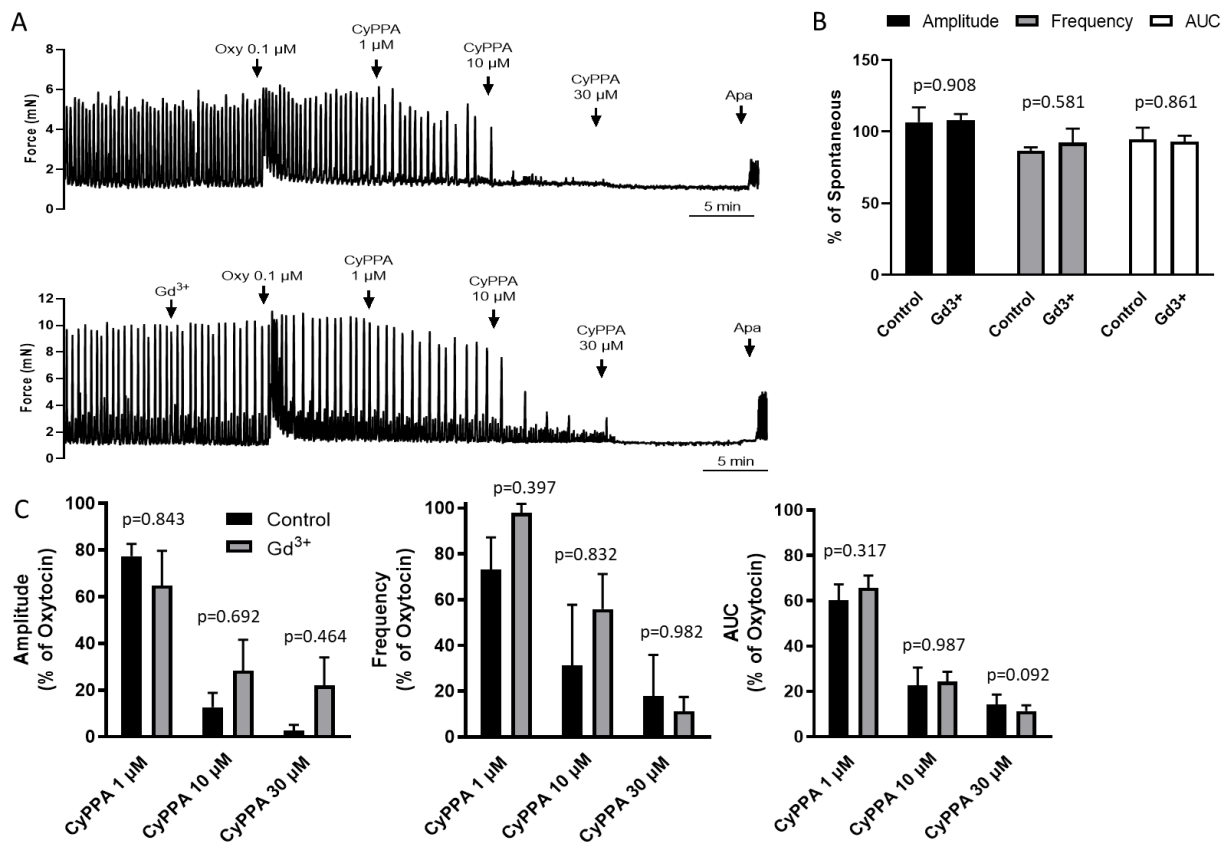 A
Oxy 0.1 µM
CyPPA
1 µM
CyPPA
10 µM
CyPPA
30 µM
Apa
Force (mN)
8
6
4
2
0
5 min
Gd³⁺
Oxy 0.1 µM
CyPPA
1 µM
CyPPA
10 µM
CyPPA
30 µM
Apa
Force (mN)
12
10
8
6
4
2
0
5 min
B
Amplitude
Frequency
AUC
% of Spontaneous
150
100
50
0
p=0.908
p=0.581
p=0.861
Control
Gd3+
Control
Gd3+
Control
Gd3+
C
Amplitude
(% of Oxytocin)
100
80
60
40
20
0
p=0.843
p=0.692
p=0.464
Control
Gd³⁺
CyPPA 1 µM
CyPPA 10 µM
CyPPA 30 µM
Frequency
(% of Oxytocin)
100
80
60
40
20
0
p=0.397
p=0.832
p=0.982
CyPPA 1 µM
CyPPA 10 µM
CyPPA 30 µM
AUC
(% of Oxytocin)
100
80
60
40
20
0
p=0.317
p=0.987
p=0.092
CyPPA 1 µM
CyPPA 10 µM
CyPPA 30 µM